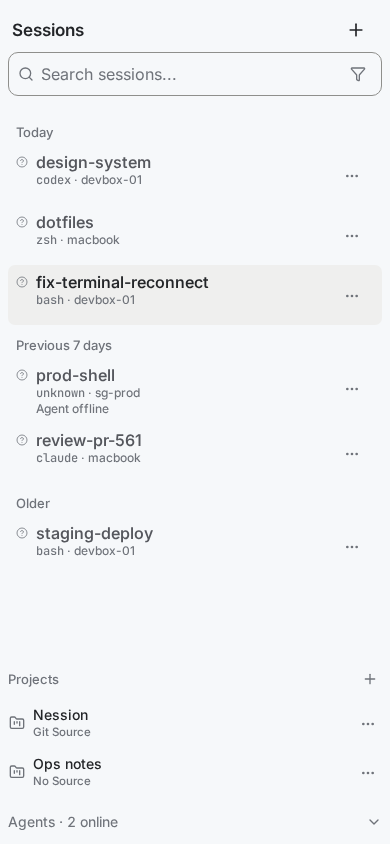 Sessions
Search sessions...
Today
design-system
codex · devbox-01
dotfiles
zsh · macbook
fix-terminal-reconnect
bash · devbox-01
Previous 7 days
prod-shell
unknown · sg-prod
Agent offline
review-pr-561
claude · macbook
Older
staging-deploy
bash · devbox-01
Projects
Nession
Git Source
Ops notes
No Source
Agents · 2 online